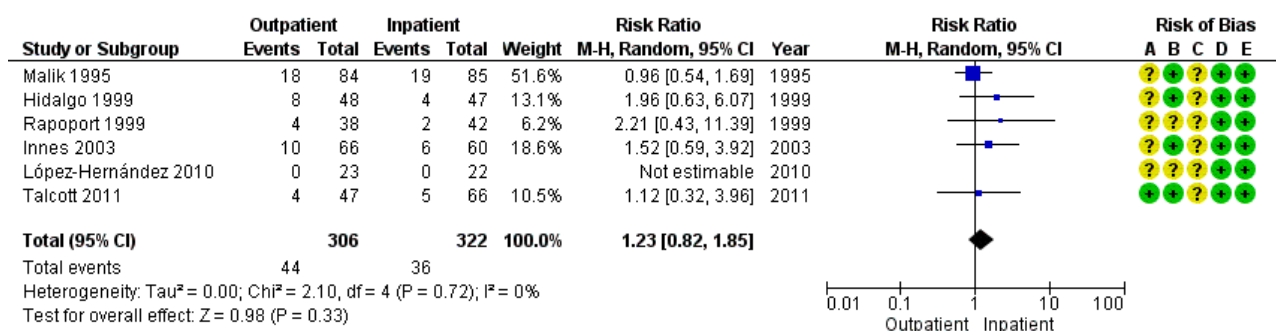 Outpatient Inpatient Risk Ratio Risk Ratio Risk of Bias
Study or Subgroup Events Total Events Total Weight M-H, Random, 95% CI Year M-H, Random, 95% CI A B C D E
Malik 1995 18 84 19 85 51.6% 0.96 [0.54, 1.69] 1995 ? + ? + +
Hidalgo 1999 8 48 4 47 13.1% 1.96 [0.63, 6.07] 1999 ? + ? + +
Rapoport 1999 4 38 2 42 6.2% 2.21 [0.43, 11.39] 1999 ? ? ? + +
Innes 2003 10 66 6 60 18.6% 1.52 [0.59, 3.92] 2003 ? + ? + +
López-Hernández 2010 0 23 0 22 Not estimable 2010 ? ? ? + +
Talcott 2011 4 47 5 66 10.5% 1.12 [0.32, 3.96] 2011 + + ? + +
Total (95% CI) 306 322 100.0% 1.23 [0.82, 1.85]
Total events 44 36
Heterogeneity: Tau² = 0.00; Chi² = 2.10, df = 4 (P = 0.72); I² = 0%
Test for overall effect: Z = 0.98 (P = 0.33)
0.01 0.1 1 10 100
Outpatient Inpatient